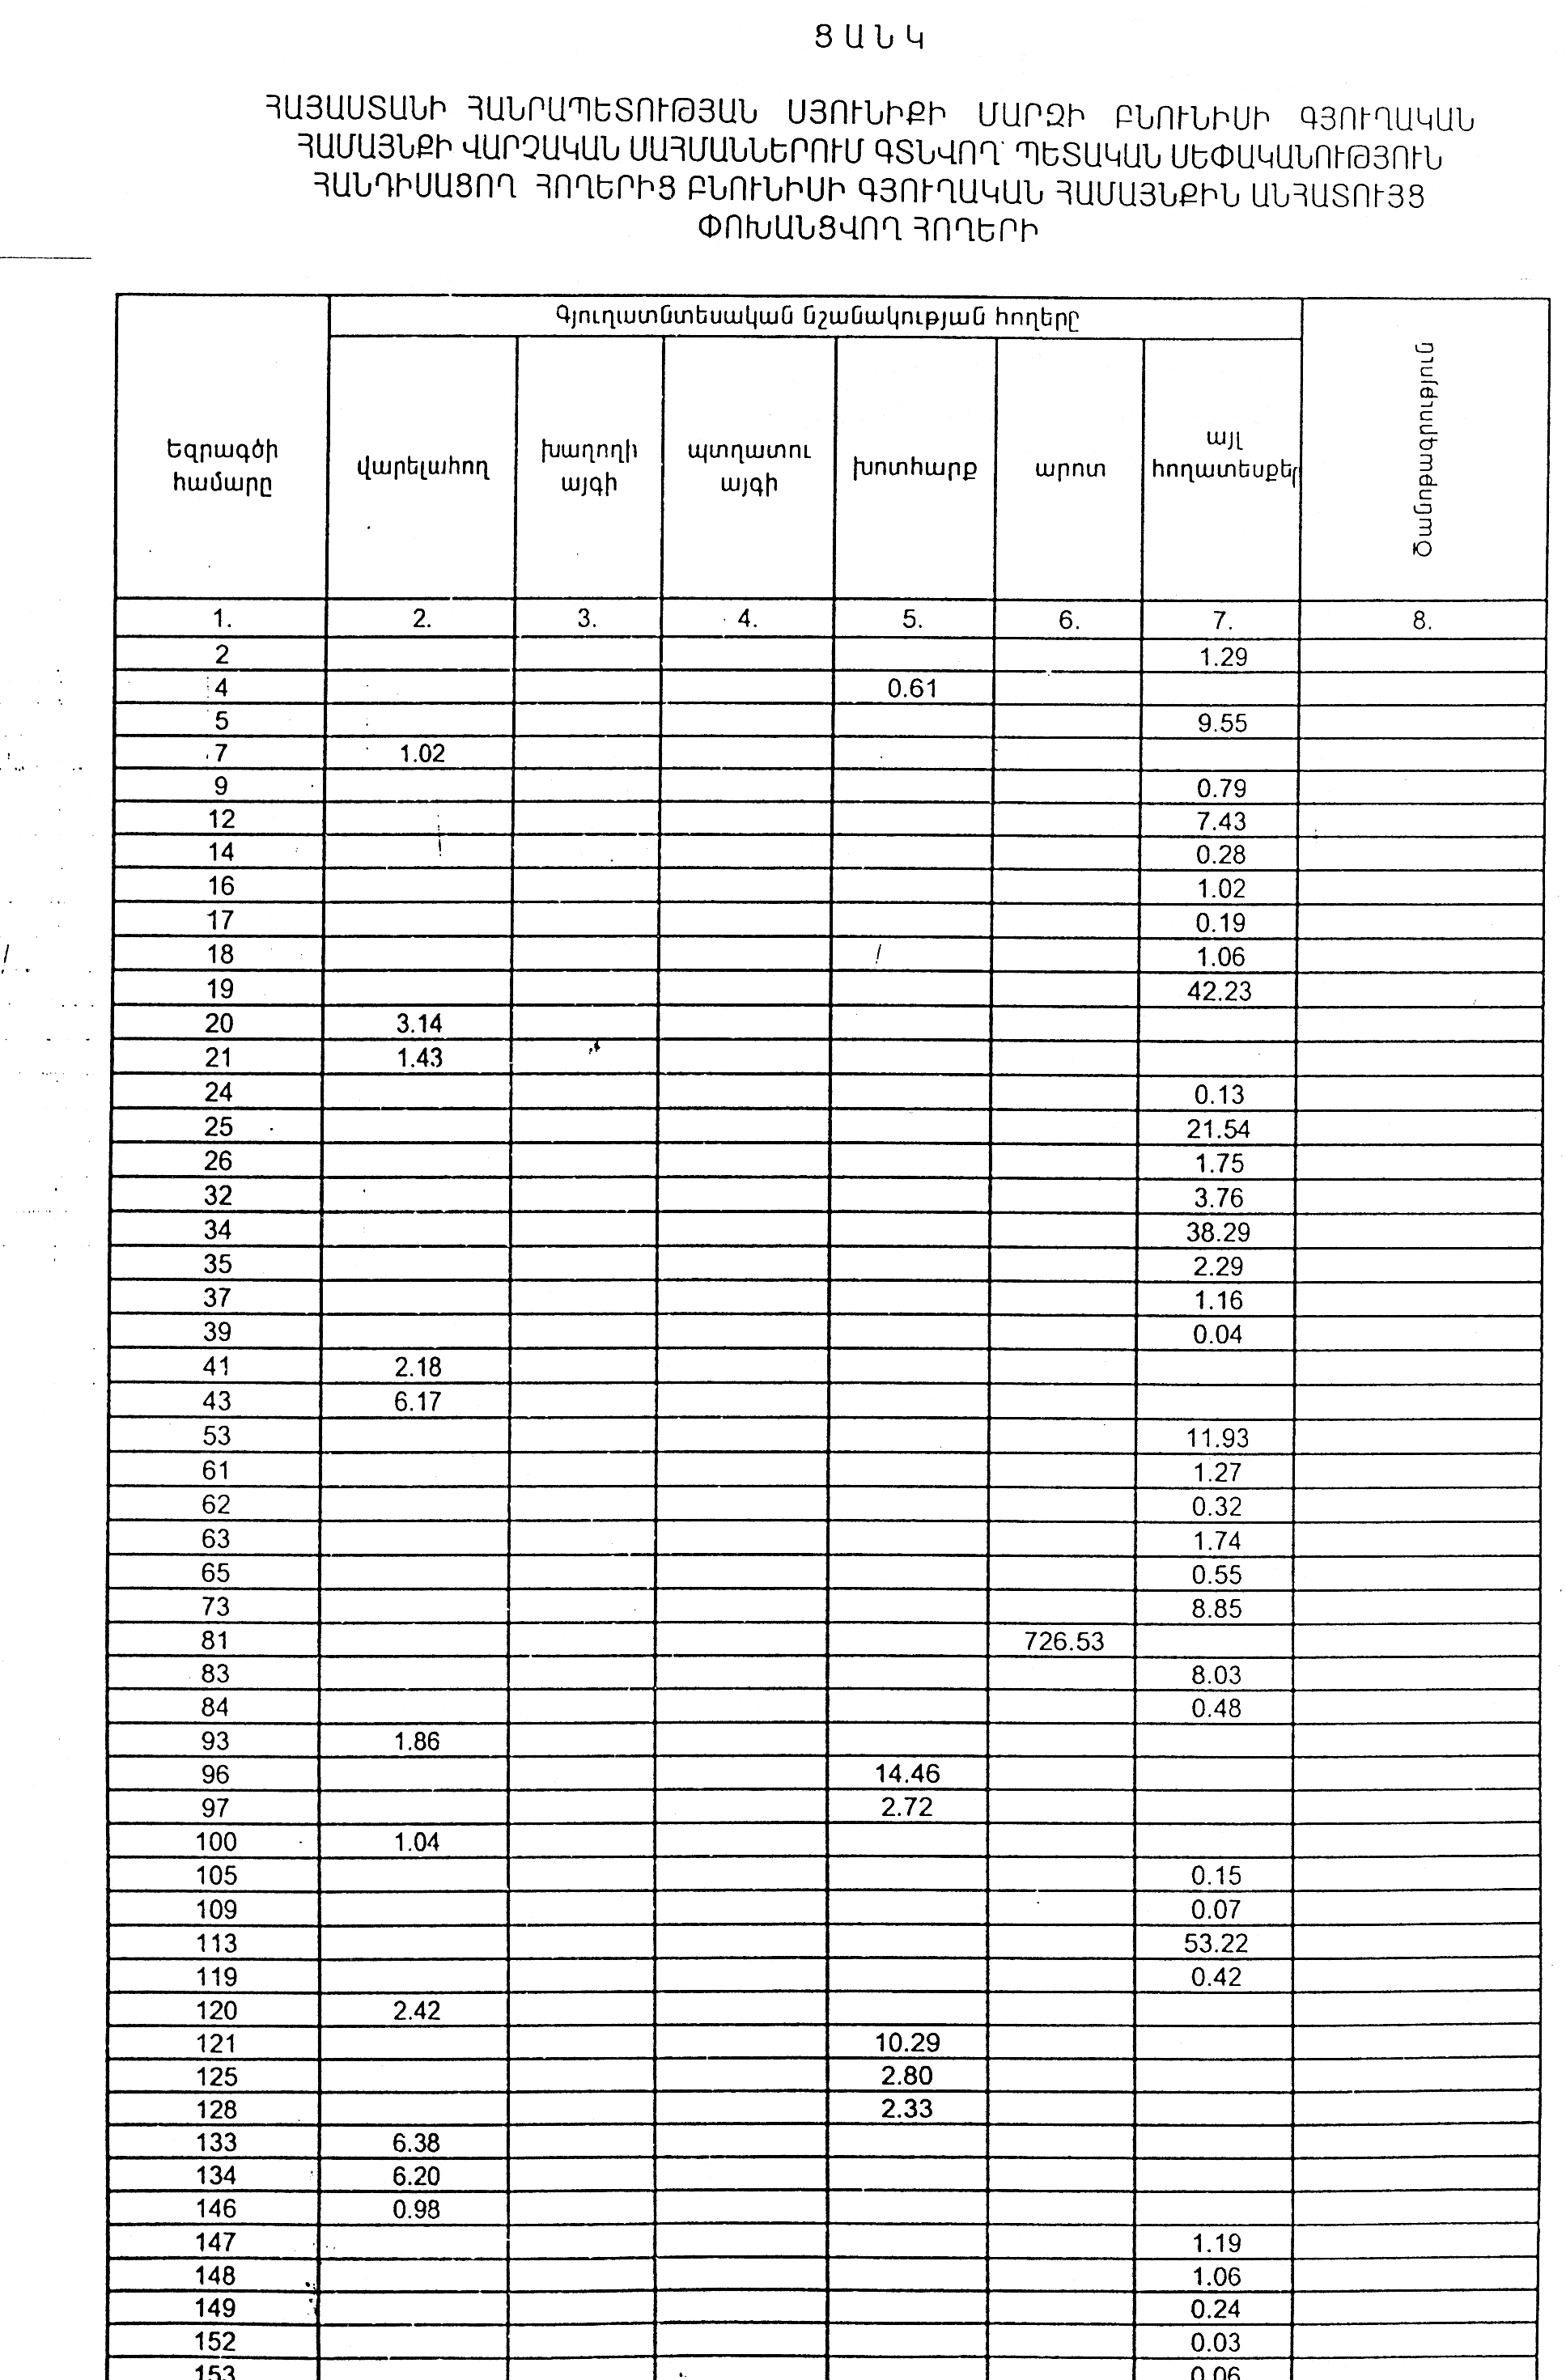 Ց Ա Ն Կ
ՀԱՅԱՍՏԱՆԻ ՀԱՆՐԱՊԵՏՈՒԹՅԱՆ ՍՅՈՒՆԻՔԻ ՄԱՐԶԻ ԲՆՈՒՆԻՍԻ ԳՅՈՒՂԱԿԱՆ
ՀԱՄԱՅՆՔԻ ՎԱՐՉԱԿԱՆ ՍԱՀՄԱՆՆԵՐՈՒՄ ԳՏՆՎՈՂ ՊԵՏԱԿԱՆ ՍԵՓԱԿԱՆՈՒԹՅՈՒՆ
ՀԱՆԴԻՍԱՑՈՂ ՀՈՂԵՐԻՑ ԲՆՈՒՆԻՍԻ ԳՅՈՒՂԱԿԱՆ ՀԱՄԱՅՆՔԻՆ ԱՆՀԱՏՈՒՅՑ
ՓՈԽԱՆՑՎՈՂ ՀՈՂԵՐԻ
Գյուղատնտեսական նշանակության հողերը
Եզրագծի
համարը
վարելահող
խաղողի
այգի
պտղատու
այգի
խոտհարք
արոտ
այլ
հողատեսքեր
Ծանոթագրություն
1. 2. 3. 4. 5. 6. 7. 8.
2 1.29
4 0.61
5 9.55
7 1.02
9 0.79
12 7.43
14 0.28
16 1.02
17 0.19
18 1.06
19 42.23
20 3.14
21 1.43
24 0.13
25 21.54
26 1.75
32 3.76
34 38.29
35 2.29
37 1.16
39 0.04
41 2.18
43 6.17
53 11.93
61 1.27
62 0.32
63 1.74
65 0.55
73 8.85
81 726.53
83 8.03
84 0.48
93 1.86
96 14.46
97 2.72
100 1.04
105 0.15
109 0.07
113 53.22
119 0.42
120 2.42
121 10.29
125 2.80
128 2.33
133 6.38
134 6.20
146 0.98
147 1.19
148 1.06
149 0.24
152 0.03
153 0.06